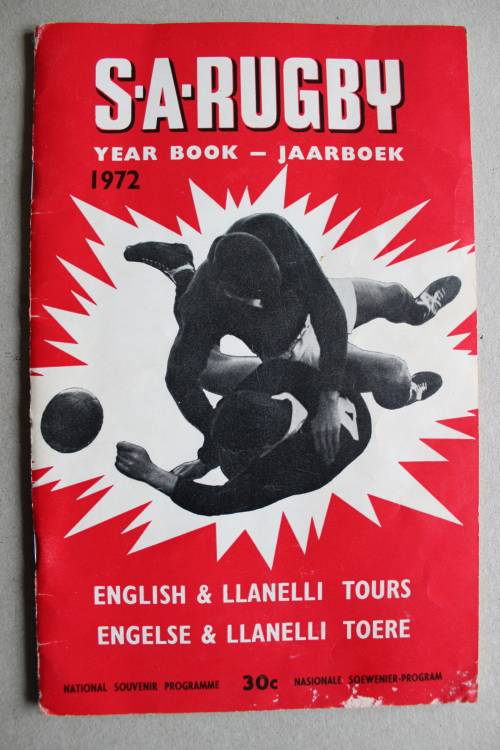 S·A·RUGBY
YEAR BOOK – JAARBOEK
1972
ENGLISH & LLANELLI TOURS
ENGELSE & LLANELLI TOERE
NATIONAL SOUVENIR PROGRAMME 30c NASIONALE SOEWENIER-PROGRAM